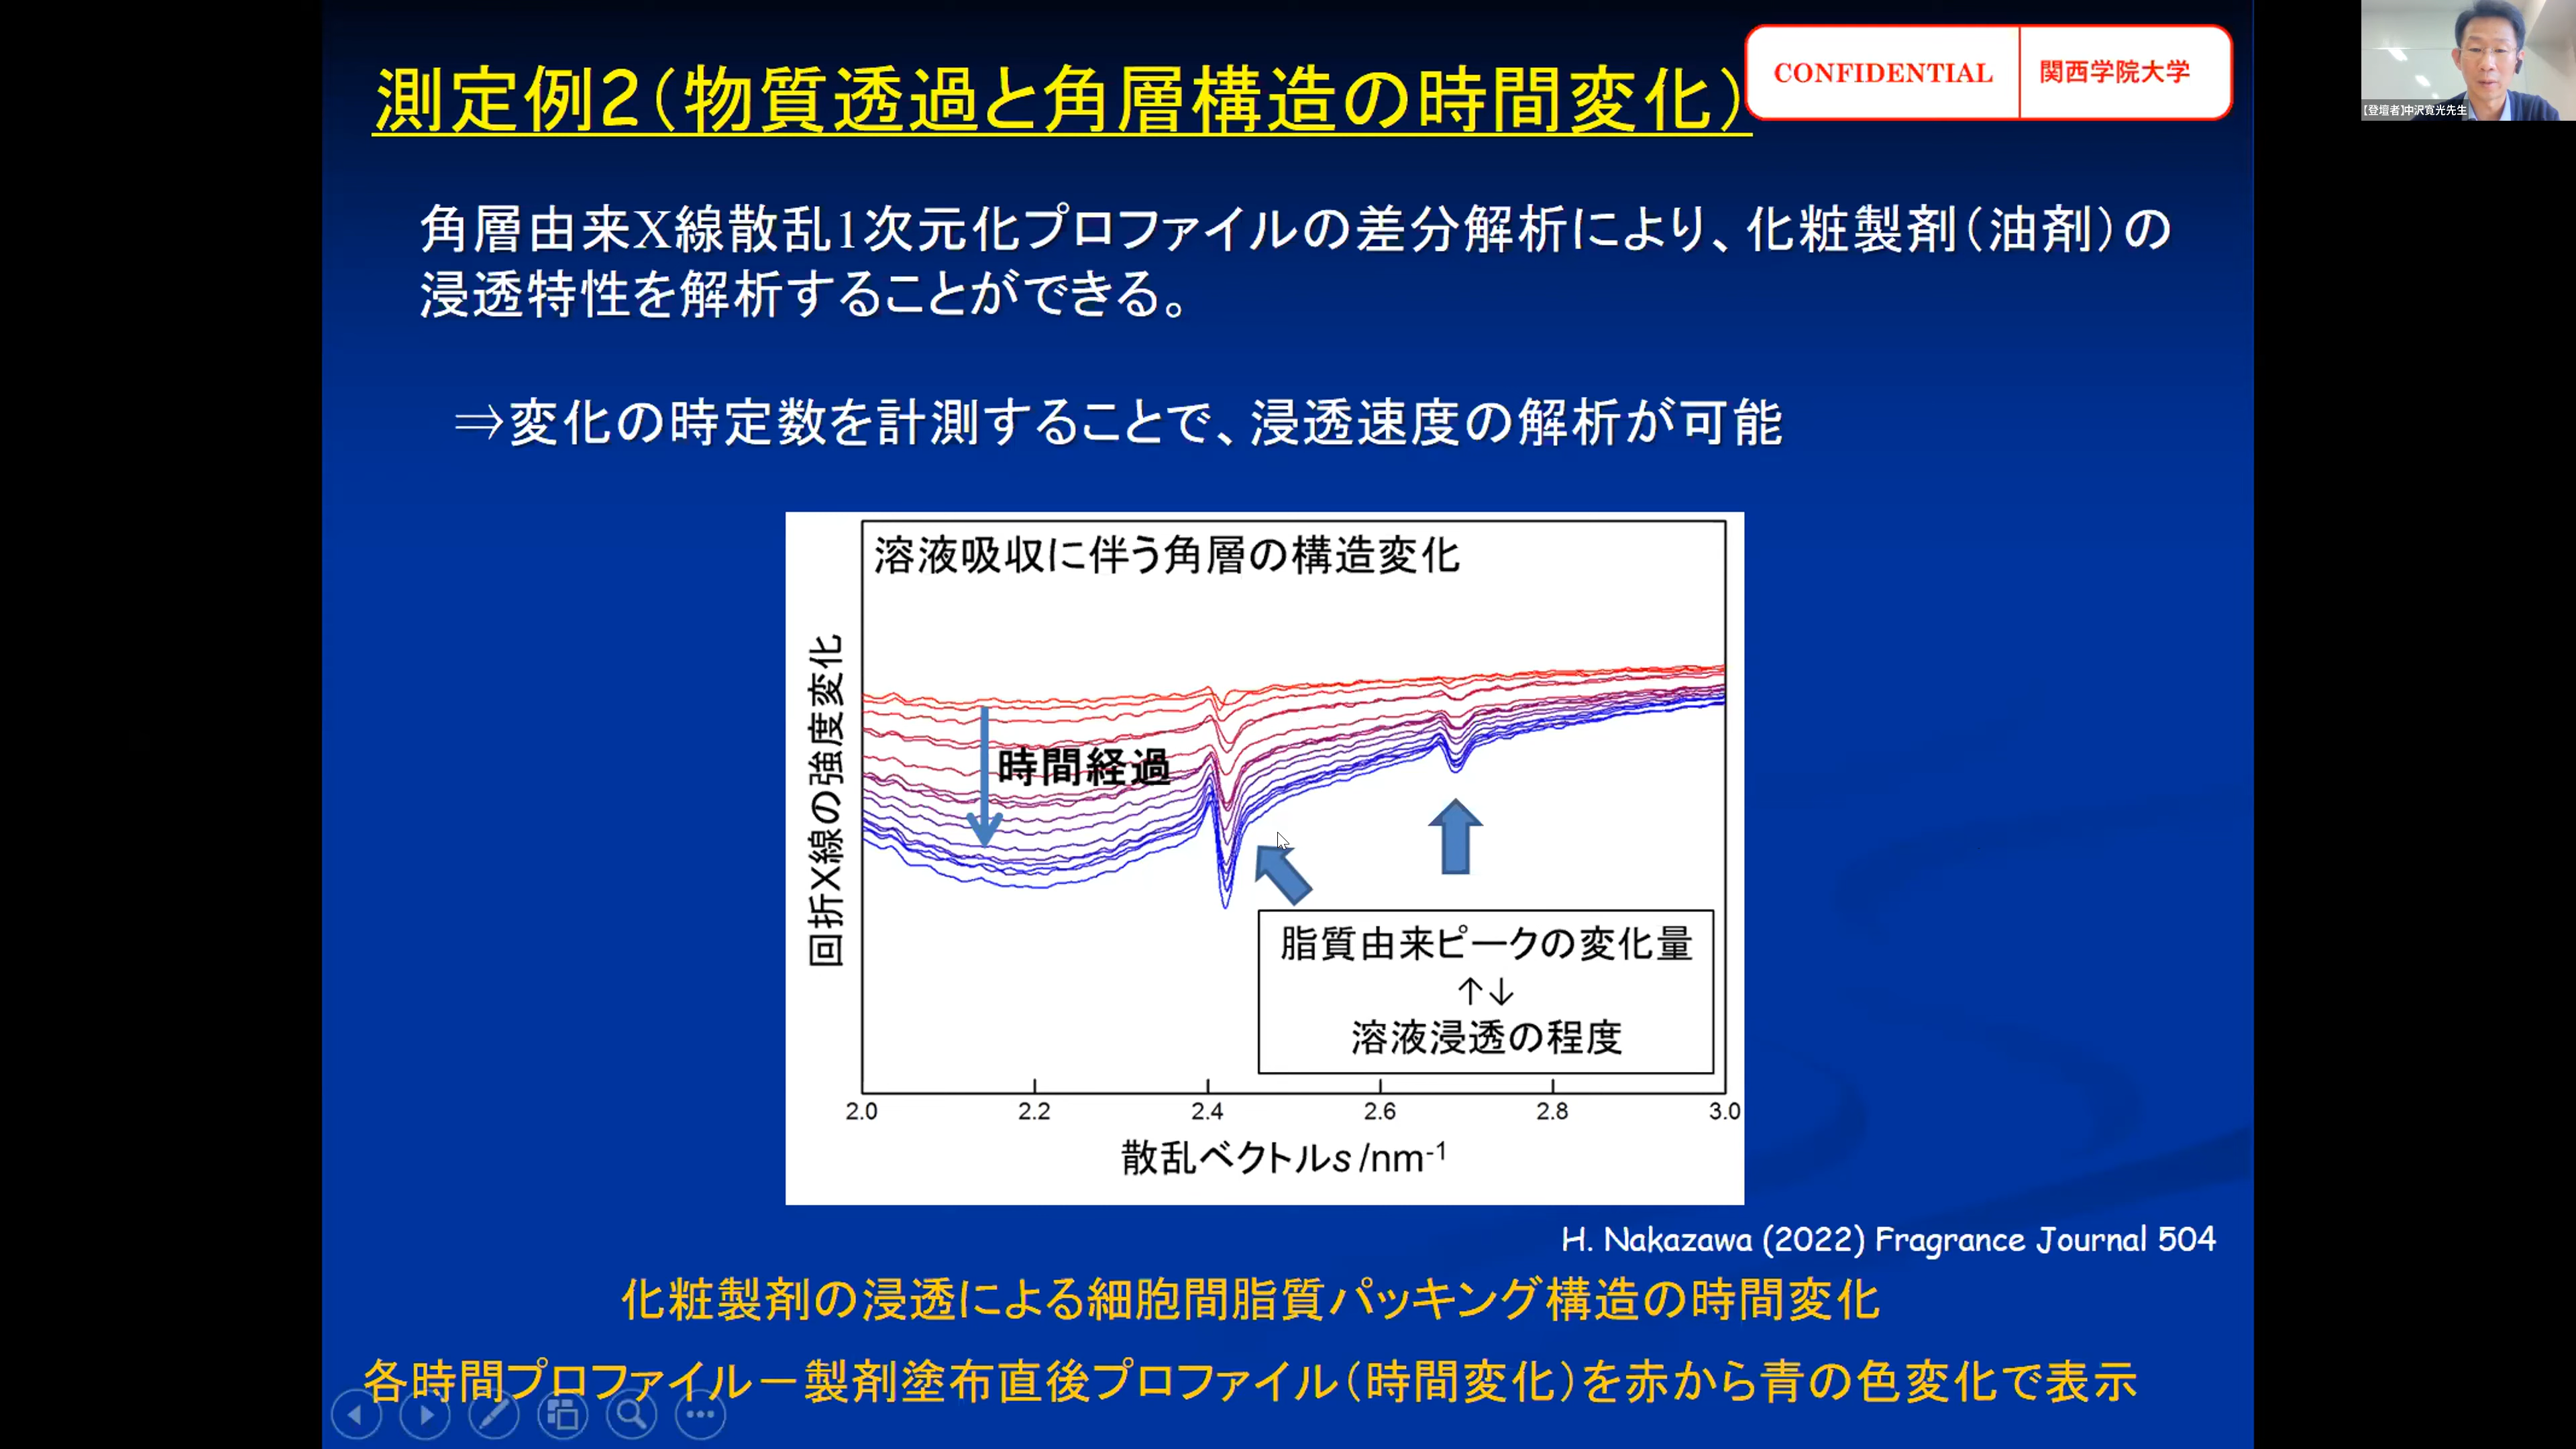 測定例2(物質透過と角層構造の時間変化)
CONFIDENTIAL
関西学院大学
【登壇者】中沢寛光先生
角層由来X線散乱1次元化プロファイルの差分解析により、化粧製剤(油剤)の
浸透特性を解析することができる。
⇒変化の時定数を計測することで、浸透速度の解析が可能
溶液吸収に伴う角層の構造変化
回折X線の強度変化
時間経過
脂質由来ピークの変化量
↑↓
溶液浸透の程度
2.0 2.2 2.4 2.6 2.8 3.0
散乱ベクトルs /nm-1
H. Nakazawa (2022) Fragrance Journal 504
化粧製剤の浸透による細胞間脂質パッキング構造の時間変化
各時間プロファイル－製剤塗布直後プロファイル(時間変化)を赤から青の色変化で表示